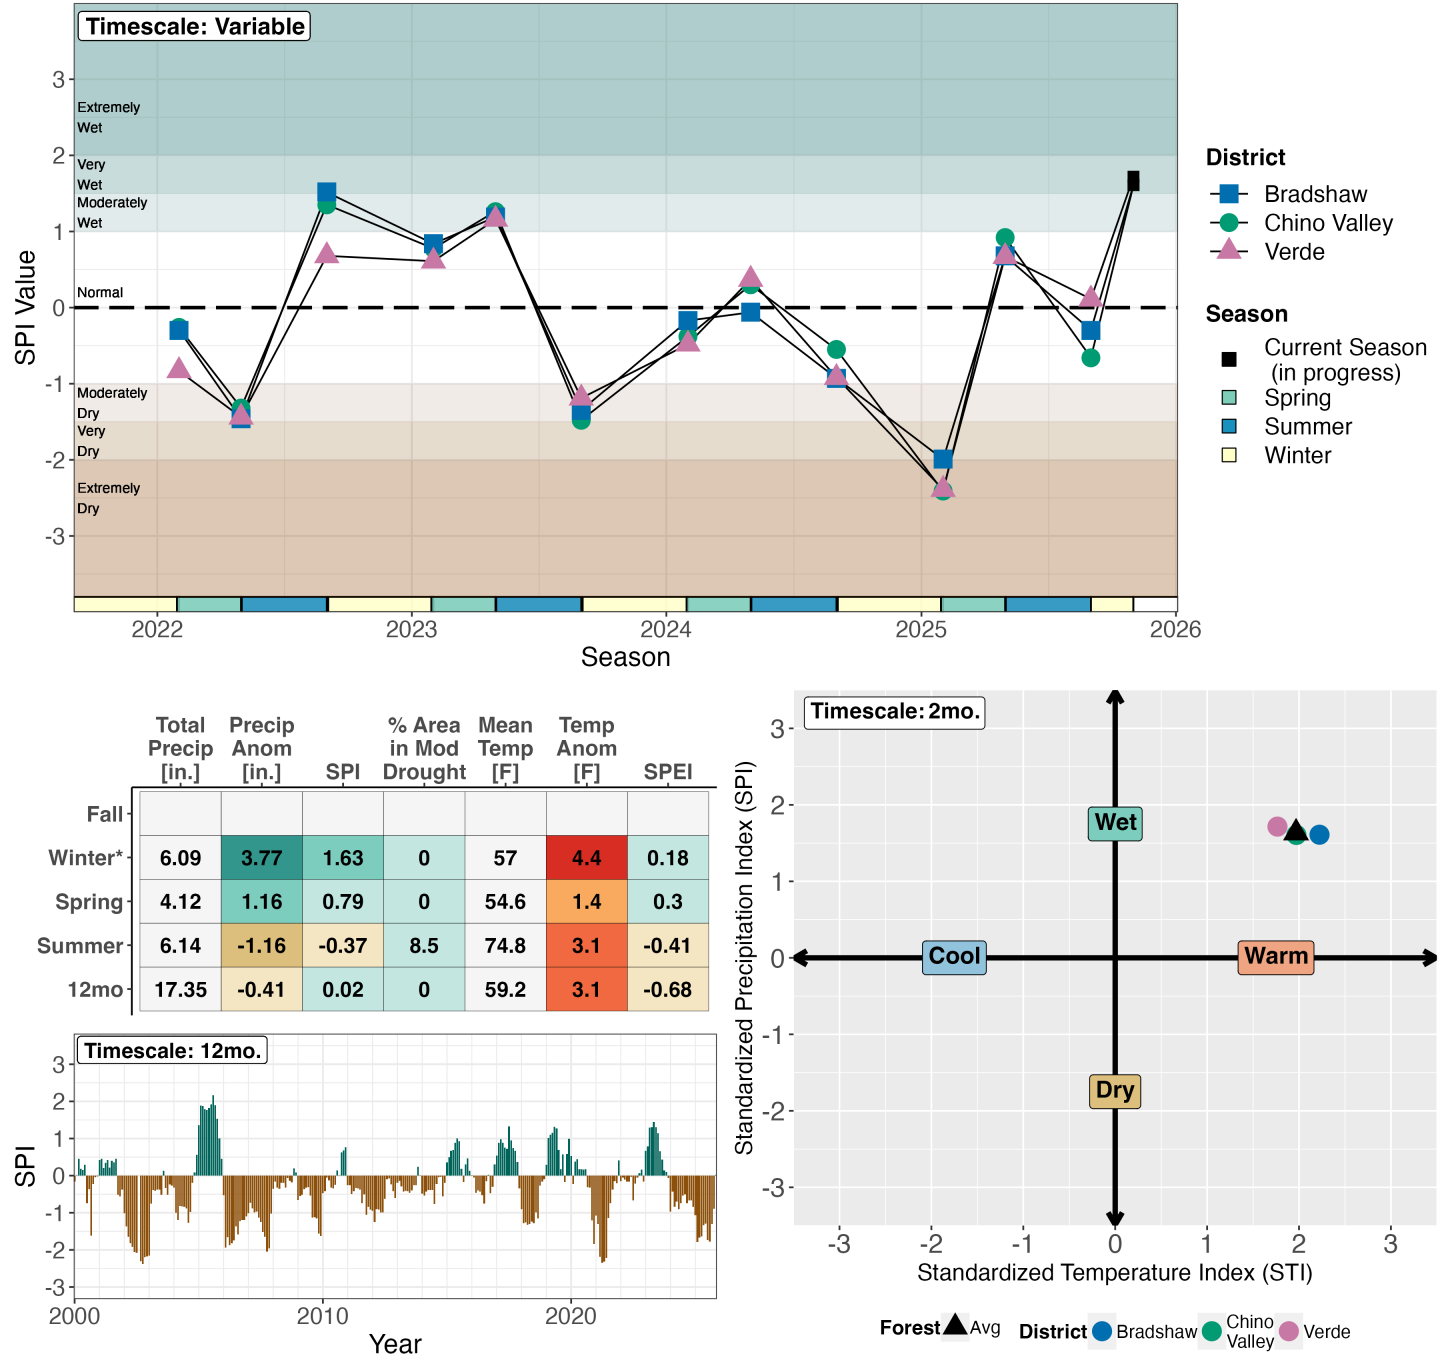 Timescale: Variable
3
2
1
0
-1
-2
-3
SPI Value
Extremely
Wet
Very
Wet
Moderately
Wet
Normal
Moderately
Dry
Very
Dry
Extremely
Dry
2022 2023 2024 2025 2026
Season
District
Bradshaw
Chino Valley
Verde
Season
Current Season
(in progress)
Spring
Summer
Winter
Total Precip % Area Mean Temp
Precip Anom in Mod Temp Anom
[in.] [in.] SPI Drought [F] [F] SPEI
Fall
Winter* 6.09 3.77 1.63 0 57 4.4 0.18
Spring 4.12 1.16 0.79 0 54.6 1.4 0.3
Summer 6.14 -1.16 -0.37 8.5 74.8 3.1 -0.41
12mo 17.35 -0.41 0.02 0 59.2 3.1 -0.68
Timescale: 12mo.
3
2
1
0
-1
-2
-3
SPI
2000 2010 2020
Year
Timescale: 2mo.
3
2
1
0
-1
-2
-3
Standardized Precipitation Index (SPI)
Wet
Cool Warm
Dry
-3 -2 -1 0 1 2 3
Standardized Temperature Index (STI)
Forest Avg District Bradshaw Chino Valley Verde